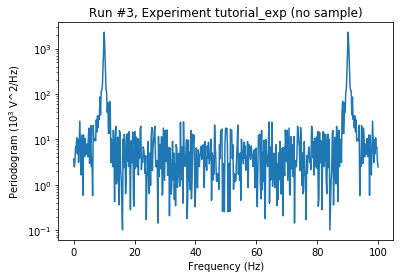 Run #3, Experiment tutorial_exp (no sample)
Periodogram (10³ V^2/Hz)
10³
10²
10¹
10⁰
10⁻¹
0 20 40 60 80 100
Frequency (Hz)